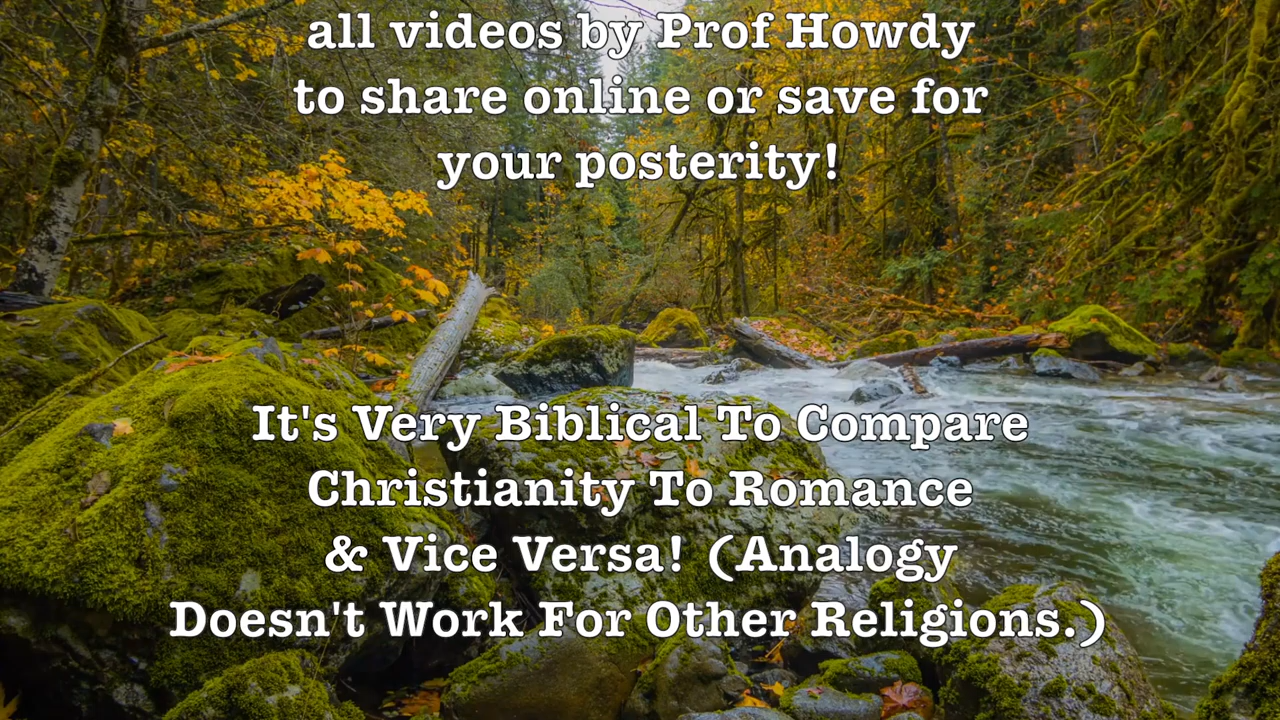 all videos by Prof Howdy
to share online or save for
your posterity!
It's Very Biblical To Compare
Christianity To Romance
& Vice Versa! (Analogy
Doesn't Work For Other Religions.)